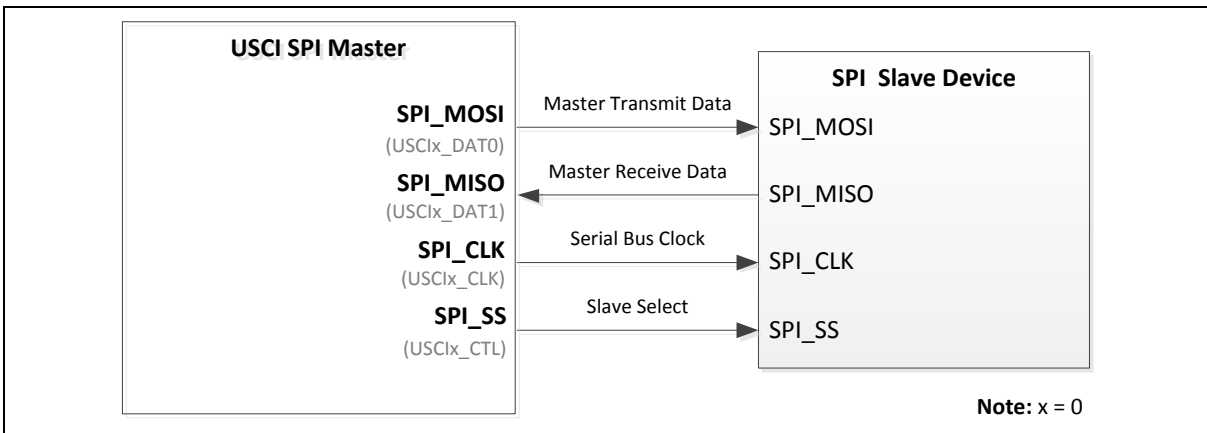 USCI SPI Master
SPI_MOSI
(USCIx_DAT0)
SPI_MISO
(USCIx_DAT1)
SPI_CLK
(USCIx_CLK)
SPI_SS
(USCIx_CTL)
Master Transmit Data
Master Receive Data
Serial Bus Clock
Slave Select
SPI Slave Device
SPI_MOSI
SPI_MISO
SPI_CLK
SPI_SS
Note: x = 0